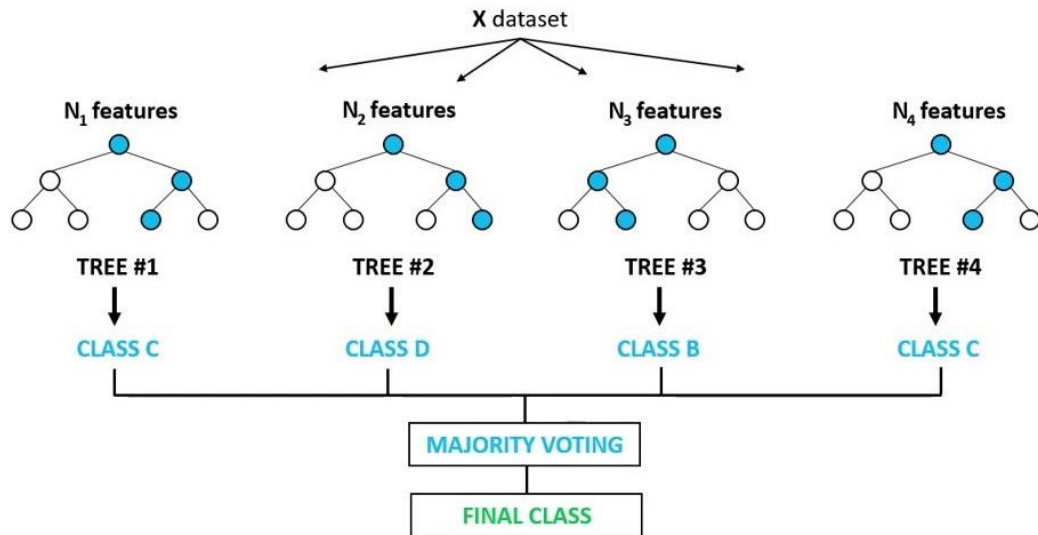 X dataset
N1 features
N2 features
N3 features
N4 features
TREE #1
TREE #2
TREE #3
TREE #4
CLASS C
CLASS D
CLASS B
CLASS C
MAJORITY VOTING
FINAL CLASS